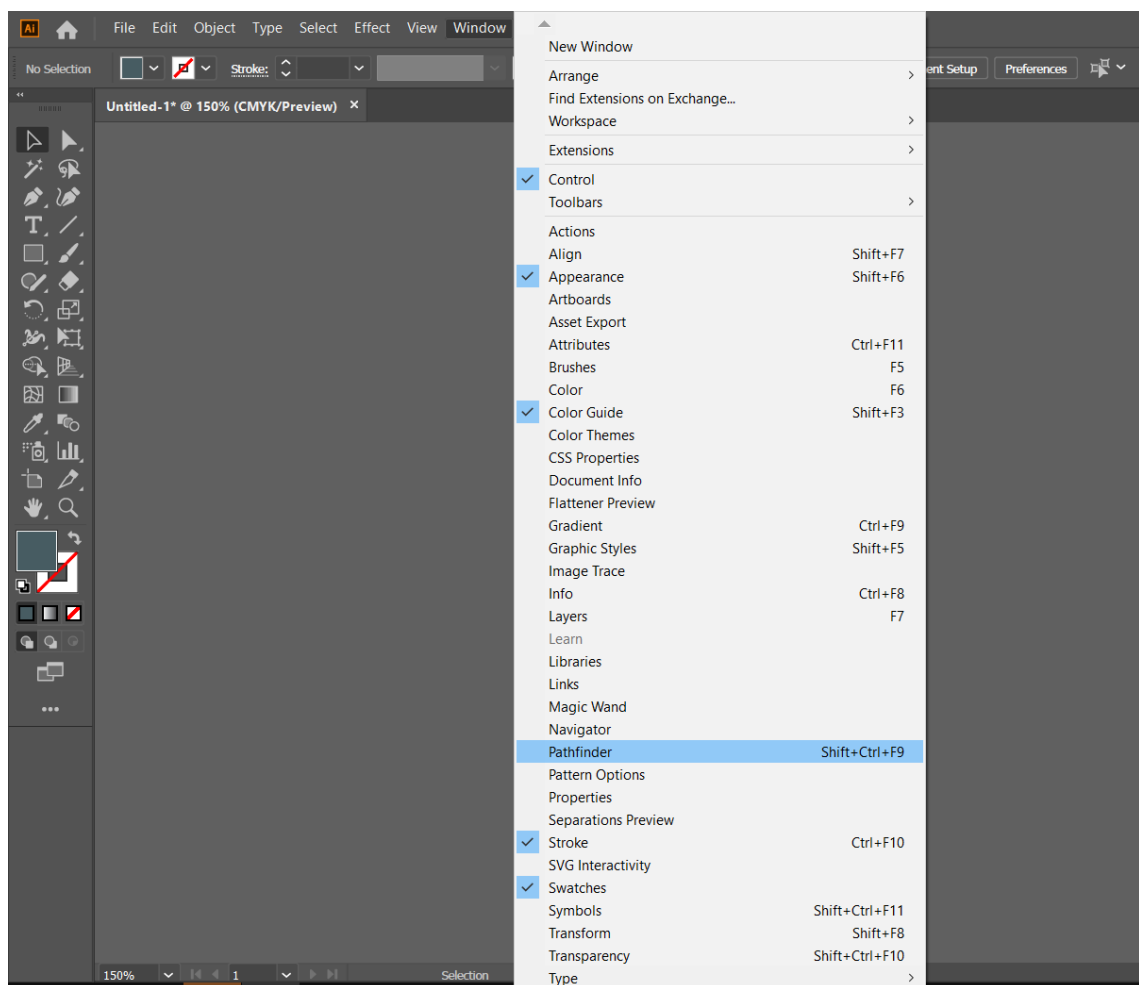 Ai File Edit Object Type Select Effect View Window
No Selection Stroke: ent Setup Preferences
Untitled-1* @ 150% (CMYK/Preview) ×
New Window
Arrange
Find Extensions on Exchange...
Workspace
Extensions
Control
Toolbars
Actions
Align Shift+F7
Appearance Shift+F6
Artboards
Asset Export
Attributes Ctrl+F11
Brushes F5
Color F6
Color Guide Shift+F3
Color Themes
CSS Properties
Document Info
Flattener Preview
Gradient Ctrl+F9
Graphic Styles Shift+F5
Image Trace
Info Ctrl+F8
Layers F7
Learn
Libraries
Links
Magic Wand
Navigator
Pathfinder Shift+Ctrl+F9
Pattern Options
Properties
Separations Preview
Stroke Ctrl+F10
SVG Interactivity
Swatches
Symbols Shift+Ctrl+F11
Transform Shift+F8
Transparency Shift+Ctrl+F10
Type
150% 1 Selection